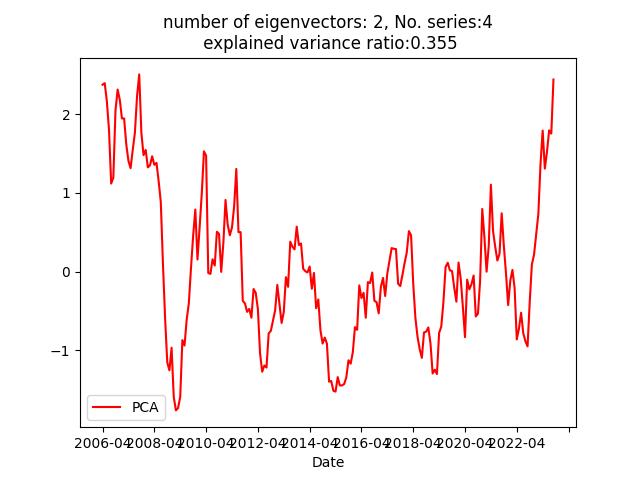 number of eigenvectors: 2, No. series:4
explained variance ratio:0.355
2
1
0
−1
PCA
2006-04 2008-04 2010-04 2012-04 2014-04 2016-04 2018-04 2020-04 2022-04
Date